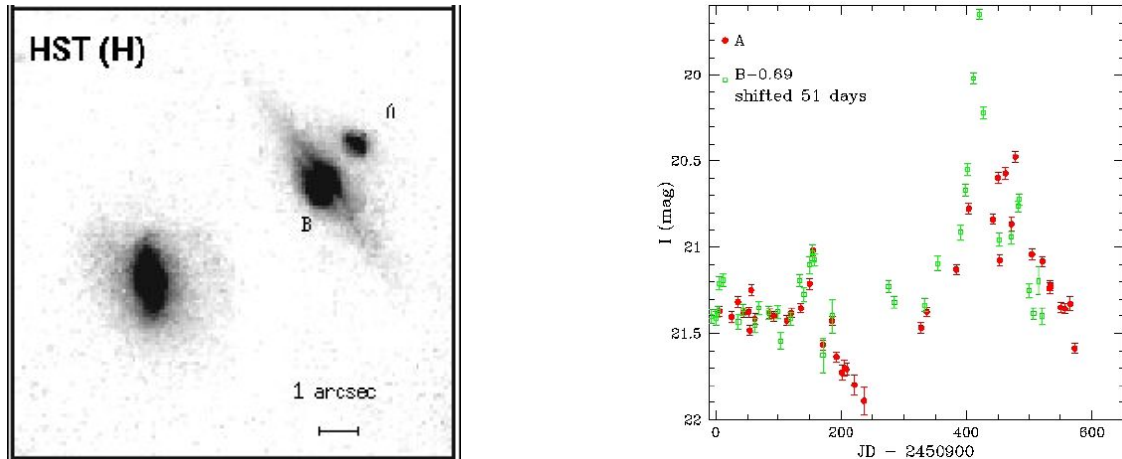 HST (H)
A
B
1 arcsec
A
B-0.69
shifted 51 days
I (mag)
20
20.5
21
21.5
22
0
200
400
600
JD - 2450900